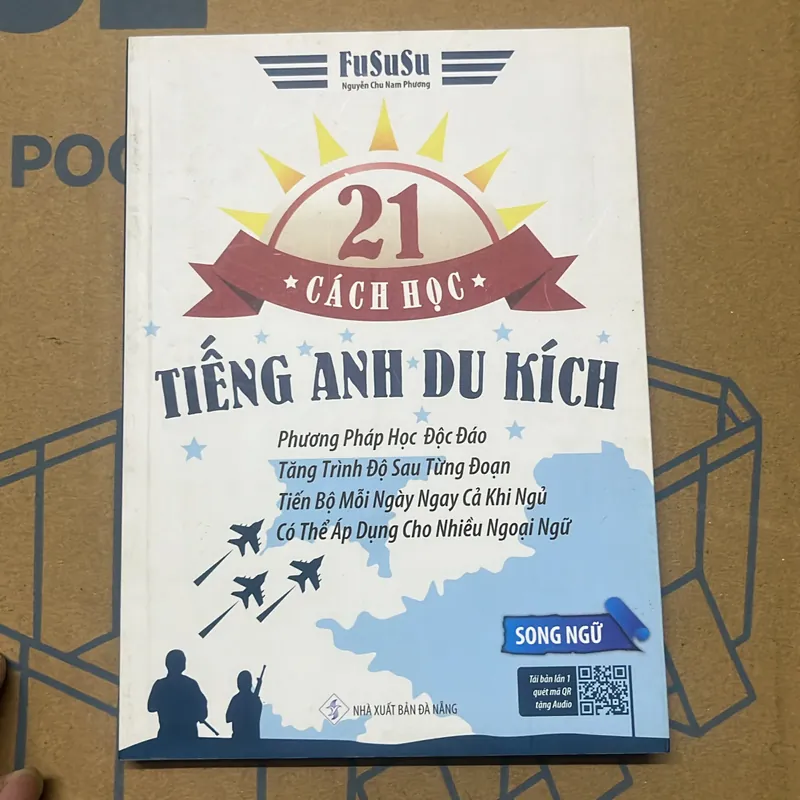 FuSuSu
Nguyễn Chu Nam Phương
21
CÁCH HỌC
TIẾNG ANH DU KÍCH
Phương Pháp Học Độc Đáo
Tăng Trình Độ Sau Từng Đoạn
Tiến Bộ Mỗi Ngày Ngay Cả Khi Ngủ
Có Thể Áp Dụng Cho Nhiều Ngoại Ngữ
SONG NGỮ
Tái bản lần 1
quét mã QR
tặng Audio
NHÀ XUẤT BẢN ĐÀ NẴNG